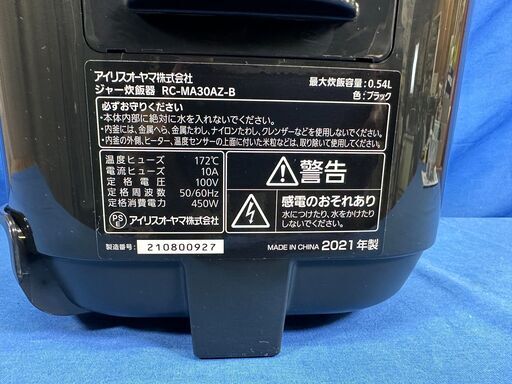 アイリスオーヤマ株式会社
ジャー炊飯器 RC-MA30AZ-B
最大炊飯容量:0.54L
色:ブラック
必ずお守りください
・本体内部に直に水を入れないでください。
・内釜には、金属へら、金属たわし、ナイロンたわし、クレンザーなどを使用しないでください。
・内釜の外側、ヒーター、温度センサーの上面に付いた米粒などは、取り除いて使用してください。
温度ヒューズ 172℃
電流ヒューズ 10A
定格電圧 100V
定格周波数 50/60Hz
定格消費電力 450W
PSE アイリスオーヤマ株式会社
製造番号: 210800927
警告
感電のおそれあり
水につけたり、水をかけたり
しないでください
MADE IN CHINA 2021年製